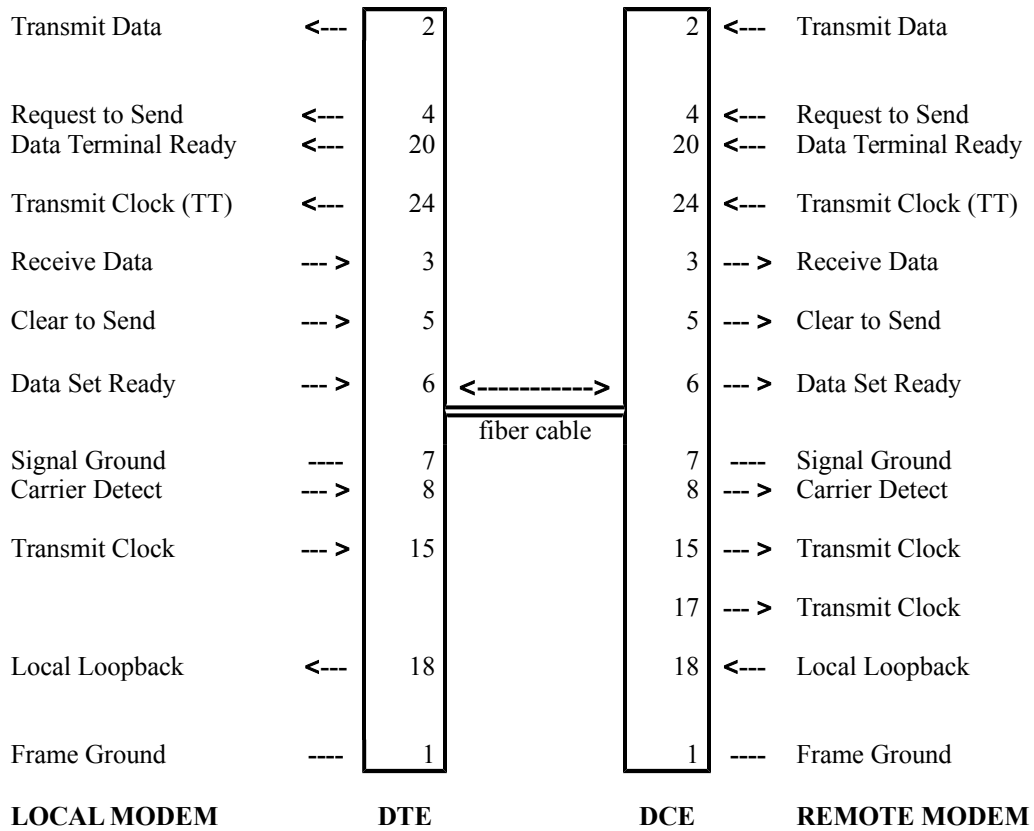 Transmit Data <--- 2 2 <--- Transmit Data
Request to Send <--- 4 4 <--- Request to Send
Data Terminal Ready <--- 20 20 <--- Data Terminal Ready
Transmit Clock (TT) <--- 24 24 <--- Transmit Clock (TT)
Receive Data --- > 3 3 --- > Receive Data
Clear to Send --- > 5 5 --- > Clear to Send
Data Set Ready --- > 6 <-----------> 6 --- > Data Set Ready
fiber cable
Signal Ground ---- 7 7 ---- Signal Ground
Carrier Detect --- > 8 8 --- > Carrier Detect
Transmit Clock --- > 15 15 --- > Transmit Clock
17 --- > Transmit Clock
Local Loopback <--- 18 18 <--- Local Loopback
Frame Ground ---- 1 1 ---- Frame Ground
LOCAL MODEM DTE DCE REMOTE MODEM